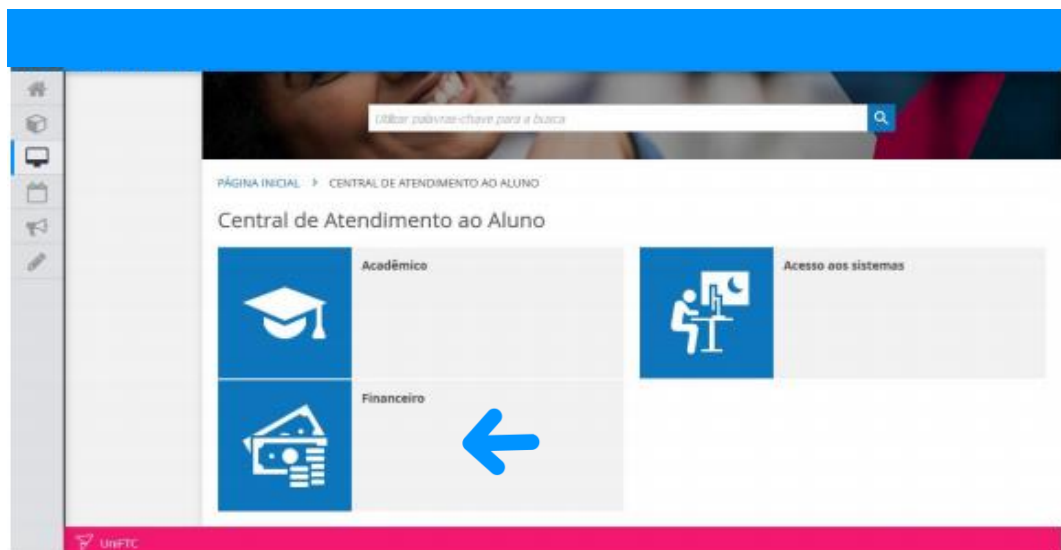 Utilizar palavras-chave para a busca
PÁGINA INICAL > CENTRAL DE ATENDIMENTO AO ALUNO
Central de Atendimento ao Aluno
Acadêmico
Acesso aos sistemas
Financeiro
UniFTC